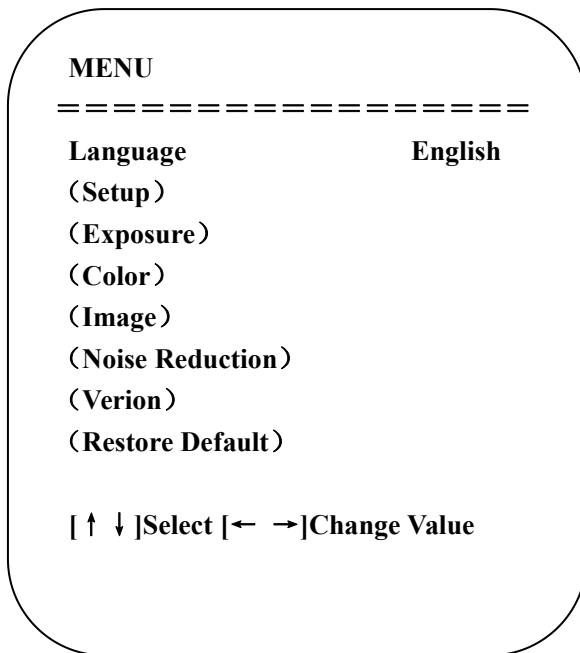 MENU
=================
Language English
（Setup）
（Exposure）
（Color）
（Image）
（Noise Reduction）
（Verion）
（Restore Default）
[↑ ↓]Select [← →]Change Value